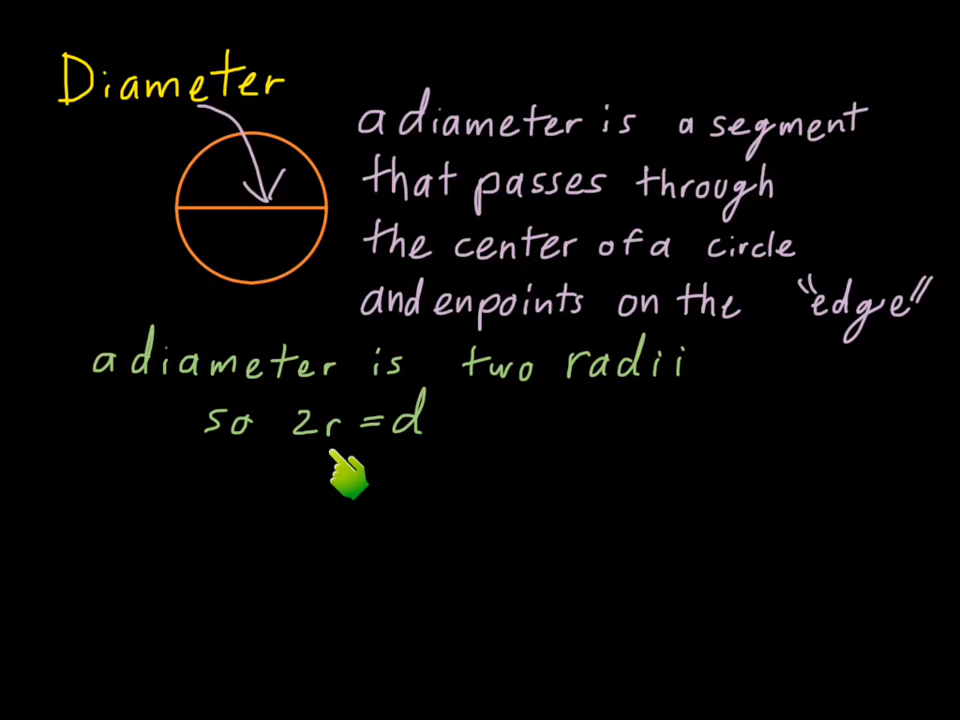 Diameter
a diameter is a segment
that passes through
the center of a circle
and enpoints on the "edge"
a diameter is two radii
so 2r = d